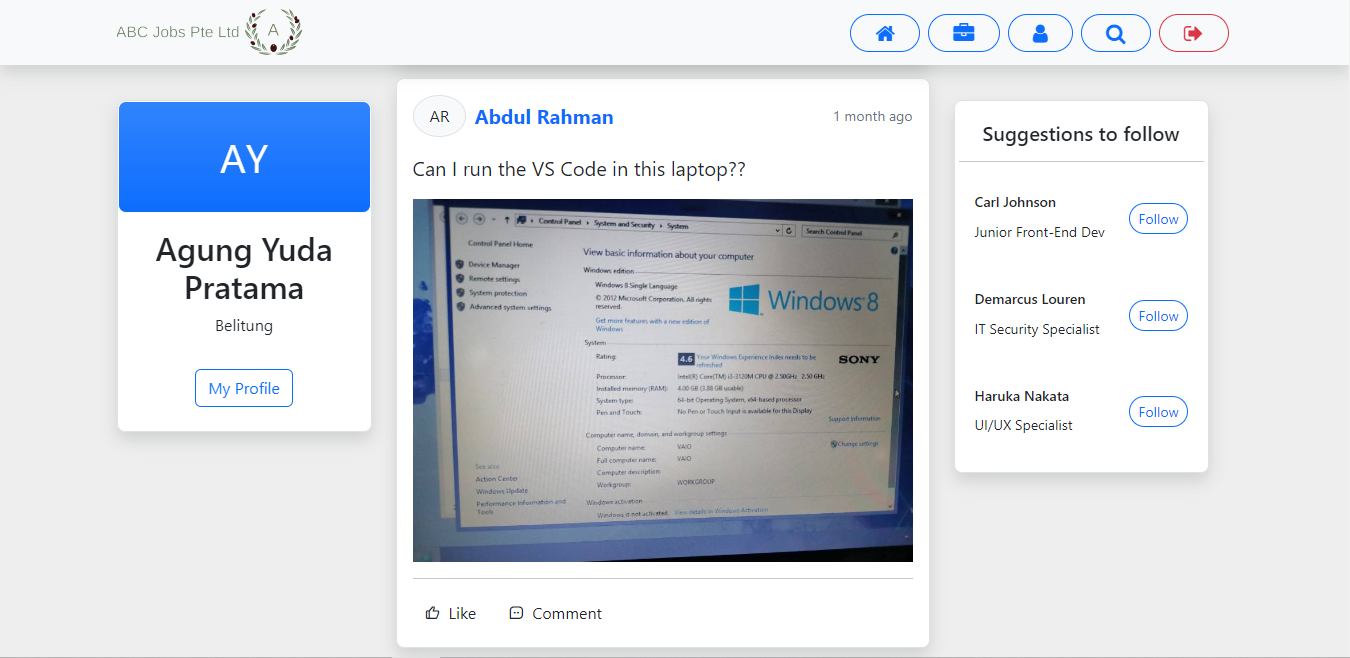 ABC Jobs Pte Ltd
A
AY
Agung Yuda
Pratama
Belitung
My Profile
AR
Abdul Rahman
1 month ago
Can I run the VS Code in this laptop??
Control Panel
System and Security
System
Search Control Panel
Control Panel Home
Device Manager
Remote settings
System protection
Advanced system settings
View basic information about your computer
Windows edition
Windows 8 Single Language
© 2012 Microsoft Corporation. All rights
reserved.
Get more features with a new edition of
Windows
Windows 8
System
Rating:
4.6 Your Windows Experience Index needs to be
refreshed
SONY
Processor:
Intel(R) Core(TM) i3-3120M CPU @ 2.50GHz 2.50 GHz
Installed memory (RAM):
4.00 GB (3.88 GB usable)
System type:
64-bit Operating System, x64-based processor
Pen and Touch:
No Pen or Touch Input is available for this Display
Support Information
Computer name, domain, and workgroup settings
Computer name:
VAIO
Change settings
Full computer name:
VAIO
Computer description:
Workgroup:
WORKGROUP
Windows activation
Windows is not activated. View details in Windows Activation
See also
Action Center
Windows Update
Performance Information and
Tools
Like
Comment
Suggestions to follow
Carl Johnson
Junior Front-End Dev
Follow
Demarcus Louren
IT Security Specialist
Follow
Haruka Nakata
UI/UX Specialist
Follow